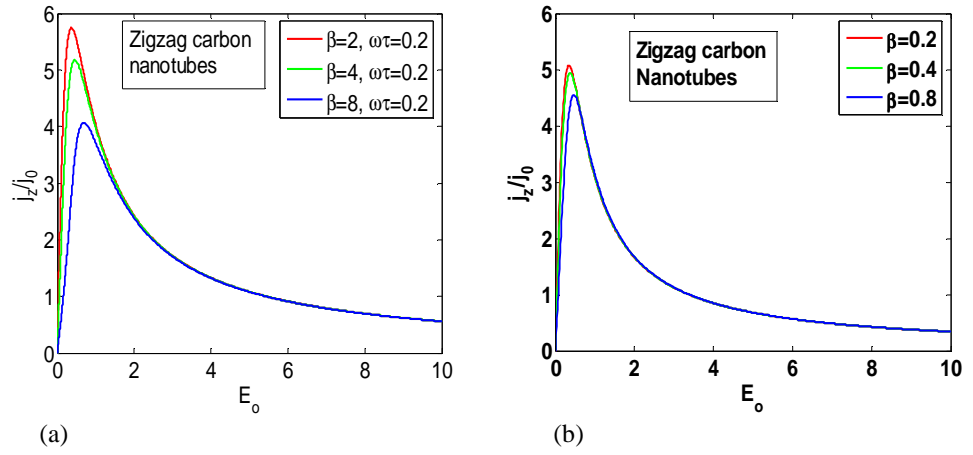 Zigzag carbon
nanotubes
β=2, ωτ=0.2
β=4, ωτ=0.2
β=8, ωτ=0.2
6
5
4
3
2
1
0
j_z/j_0
0 2 4 6 8 10
E_o
(a)
Zigzag carbon
Nanotubes
β=0.2
β=0.4
β=0.8
6
5
4
3
2
1
0
j_z/j_0
0 2 4 6 8 10
E_o
(b)